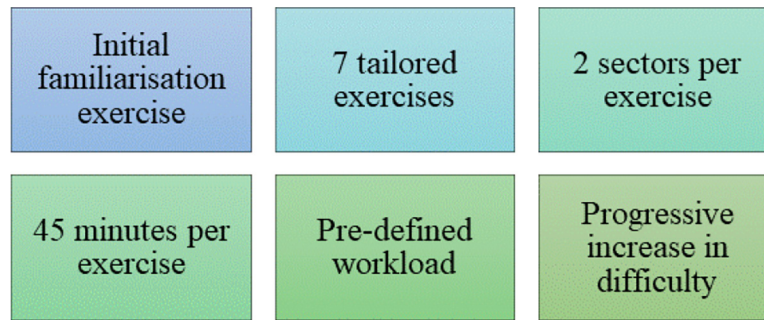 Initial
familiarisation
exercise
7 tailored
exercises
2 sectors per
exercise
45 minutes per
exercise
Pre-defined
workload
Progressive
increase in
difficulty